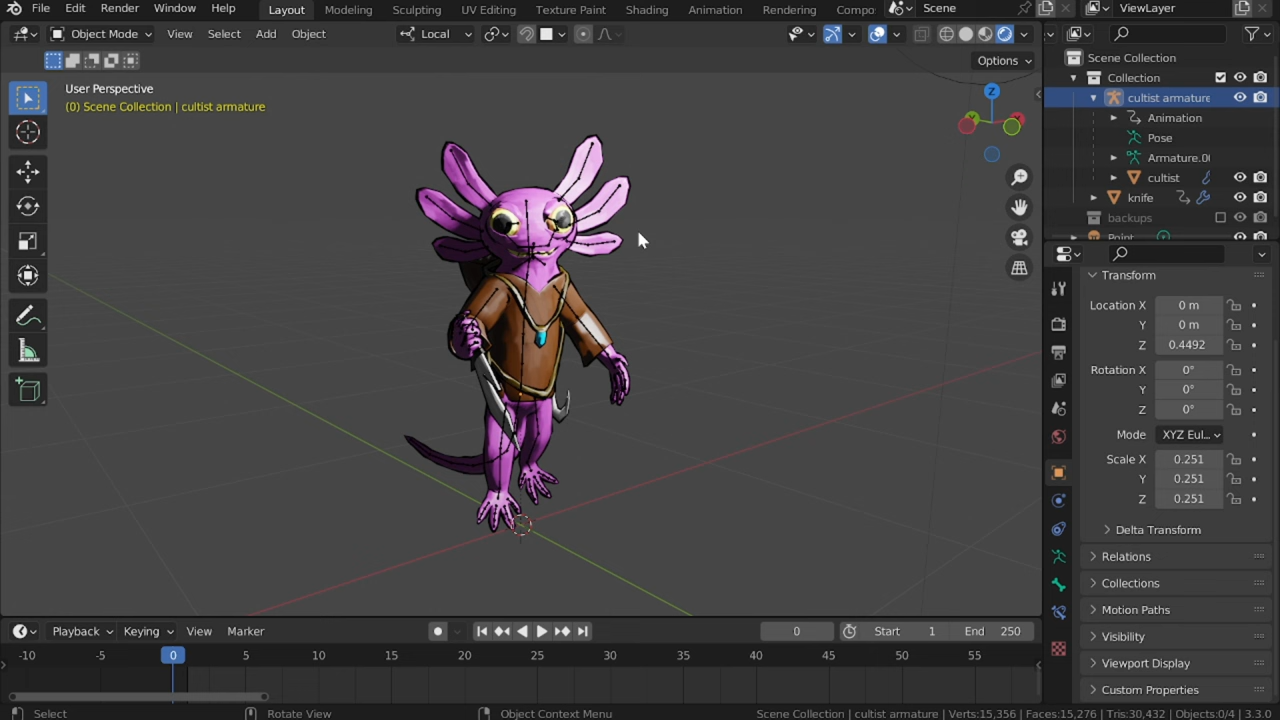 File Edit Render Window Help Layout Modeling Sculpting UV Editing Texture Paint Shading Animation Rendering Compo Scene ViewLayer
Object Mode View Select Add Object Local
Options
User Perspective
(0) Scene Collection | cultist armature
Z
Scene Collection
Collection
cultist armature
Animation
Pose
Armature.0
cultist
knife
backups
Point
Transform
Location X 0 m
Y 0 m
Z 0.4492
Rotation X 0°
Y 0°
Z 0°
Mode XYZ Eul...
Scale X 0.251
Y 0.251
Z 0.251
Delta Transform
Relations
Collections
Motion Paths
Visibility
Viewport Display
Custom Properties
Playback Keying View Marker 0 Start 1 End 250
-10 -5 0 5 10 15 20 25 30 35 40 45 50 55
Select Rotate View Object Context Menu Scene Collection | cultist armature | Verts:15,356 | Faces:15,276 | Tris:30,432 | Objects:0/4 | 3.3.0